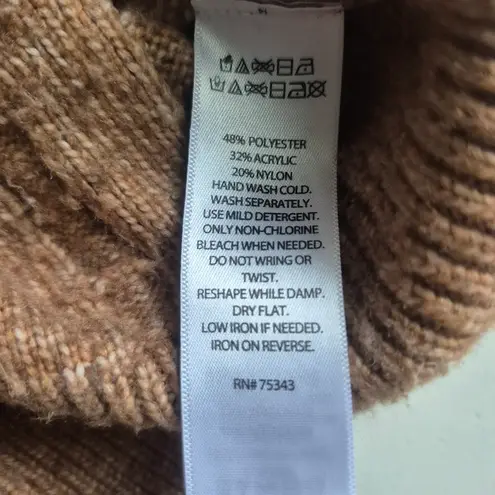 48% POLYESTER
32% ACRYLIC
20% NYLON
HAND WASH COLD.
WASH SEPARATELY.
USE MILD DETERGENT.
ONLY NON-CHLORINE
BLEACH WHEN NEEDED.
DO NOT WRING OR
TWIST.
RESHAPE WHILE DAMP.
DRY FLAT.
LOW IRON IF NEEDED.
IRON ON REVERSE.
RN# 75343